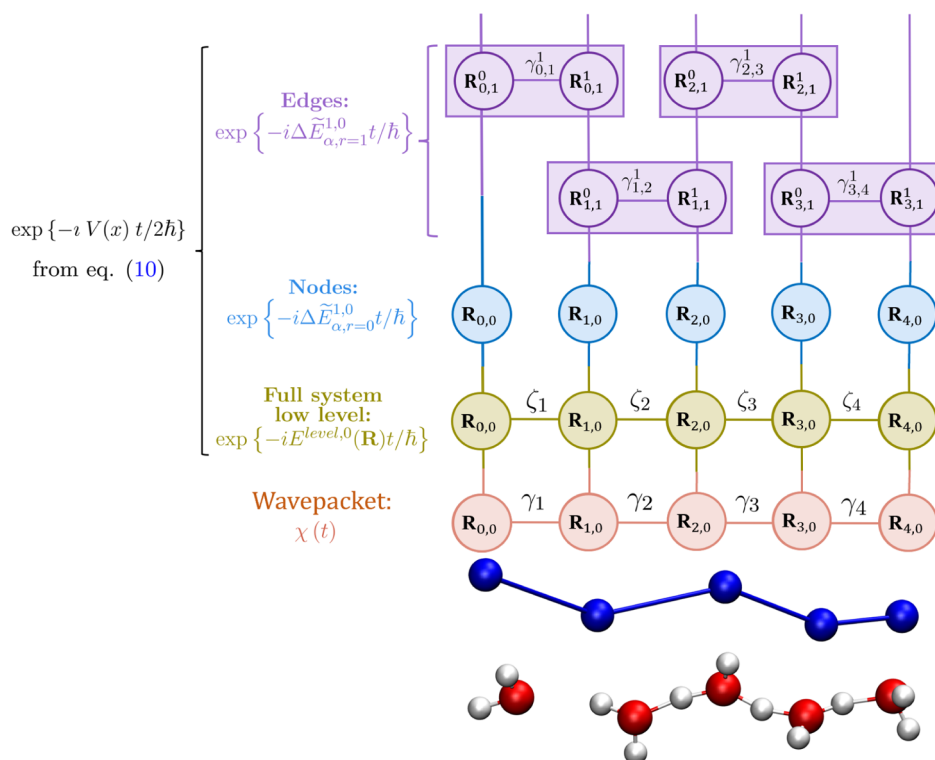 γ^1_{0,1} γ^1_{2,3}
R^0_{0,1} R^1_{0,1} R^0_{2,1} R^1_{2,1}
Edges:
exp {−iΔẼ^{1,0}_{α,r=1} t/ħ}
γ^1_{1,2} γ^1_{3,4}
R^0_{1,1} R^1_{1,1} R^0_{3,1} R^1_{3,1}
exp {−ı V(x) t/2ħ}
from eq. (10)
Nodes:
exp {−iΔẼ^{1,0}_{α,r=0} t/ħ}
R_{0,0} R_{1,0} R_{2,0} R_{3,0} R_{4,0}
Full system
low level:
exp {−iE^{level,0}(R)t/ħ}
ζ_1 ζ_2 ζ_3 ζ_4
R_{0,0} R_{1,0} R_{2,0} R_{3,0} R_{4,0}
Wavepacket:
χ (t)
γ_1 γ_2 γ_3 γ_4
R_{0,0} R_{1,0} R_{2,0} R_{3,0} R_{4,0}